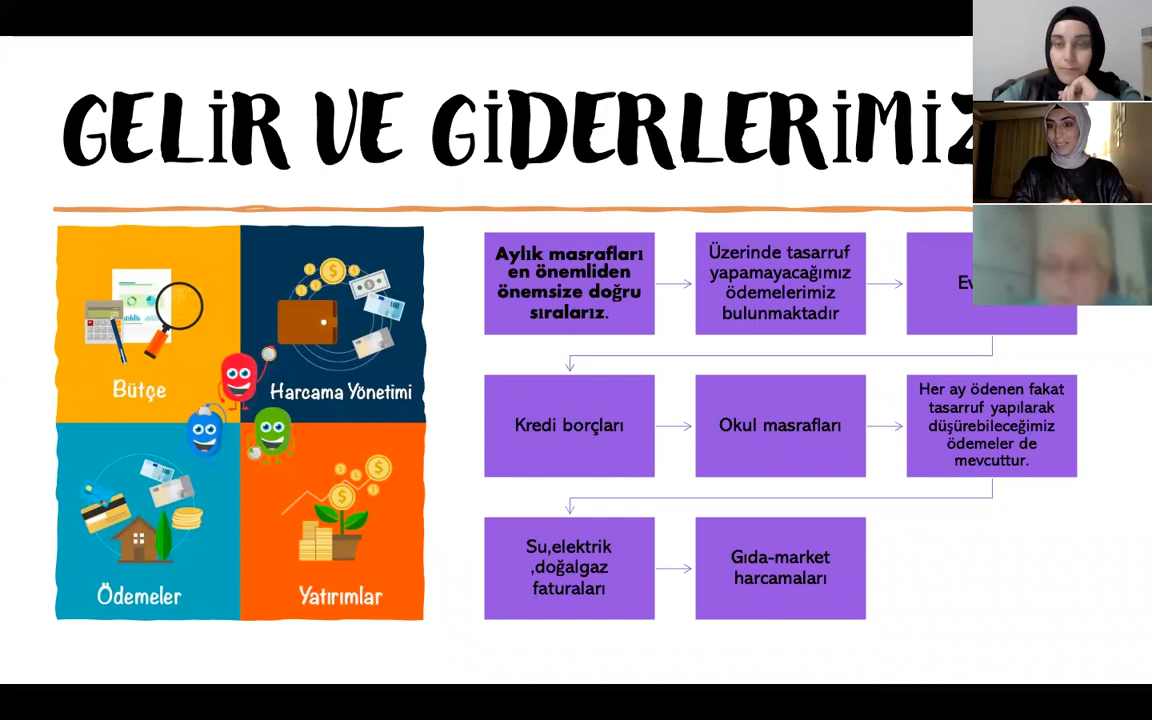 GELİR VE GİDERLERİMİZ
Bütçe
Harcama Yönetimi
Ödemeler
Yatırımlar
Aylık masrafları
en önemliden
önemsize doğru
sıralarız.
Üzerinde tasarruf
yapamayacağımız
ödemelerimiz
bulunmaktadır
Kredi borçları
Okul masrafları
Her ay ödenen fakat
tasarruf yapılarak
düşürebileceğimiz
ödemeler de
mevcuttur.
Su,elektrik
,doğalgaz
faturaları
Gıda-market
harcamaları